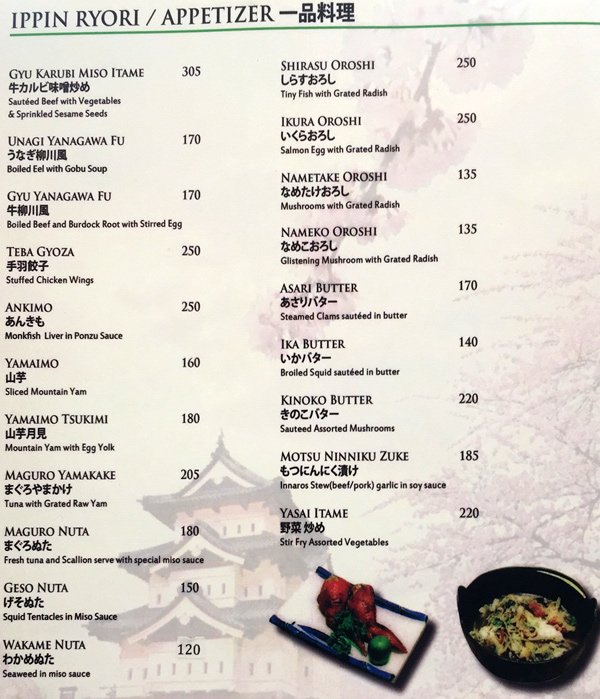 IPPIN RYORI / APPETIZER 一品料理
GYU KARUBI MISO ITAME 305
牛カルビ味噌炒め
Sautéed Beef with Vegetables
& Sprinkled Sesame Seeds
UNAGI YANAGAWA FU 170
うなぎ柳川風
Boiled Eel with Gobu Soup
GYU YANAGAWA FU 170
牛柳川風
Boiled Beef and Burdock Root with Stirred Egg
TEBA GYOZA 250
手羽餃子
Stuffed Chicken Wings
ANKIMO 250
あんきも
Monkfish Liver in Ponzu Sauce
YAMAIMO 160
山芋
Sliced Mountain Yam
YAMAIMO TSUKIMI 180
山芋月見
Mountain Yam with Egg Yolk
MAGURO YAMAKAKE 205
まぐろやまかけ
Tuna with Grated Raw Yam
MAGURO NUTA 180
まぐろぬた
Fresh tuna and Scallion serve with special miso sauce
GESO NUTA 150
げそぬた
Squid Tentacles in Miso Sauce
WAKAME NUTA 120
わかめぬた
Seaweed in miso sauce
SHIRASU OROSHI 250
しらすおろし
Tiny Fish with Grated Radish
IKURA OROSHI 250
いくらおろし
Salmon Egg with Grated Radish
NAMETAKE OROSHI 135
なめたけおろし
Mushrooms with Grated Radish
NAMEKO OROSHI 135
なめこおろし
Glistening Mushroom with Grated Radish
ASARI BUTTER 170
あさりバター
Steamed Clams sautéed in butter
IKA BUTTER 140
いかバター
Broiled Squid sautéed in butter
KINOKO BUTTER 220
きのこバター
Sauteed Assorted Mushrooms
MOTSU NINNIKU ZUKE 185
もつにんにく漬け
Innaros Stew(beef/pork) garlic in soy sauce
YASAI ITAME 220
野菜 炒め
Stir Fry Assorted Vegetables